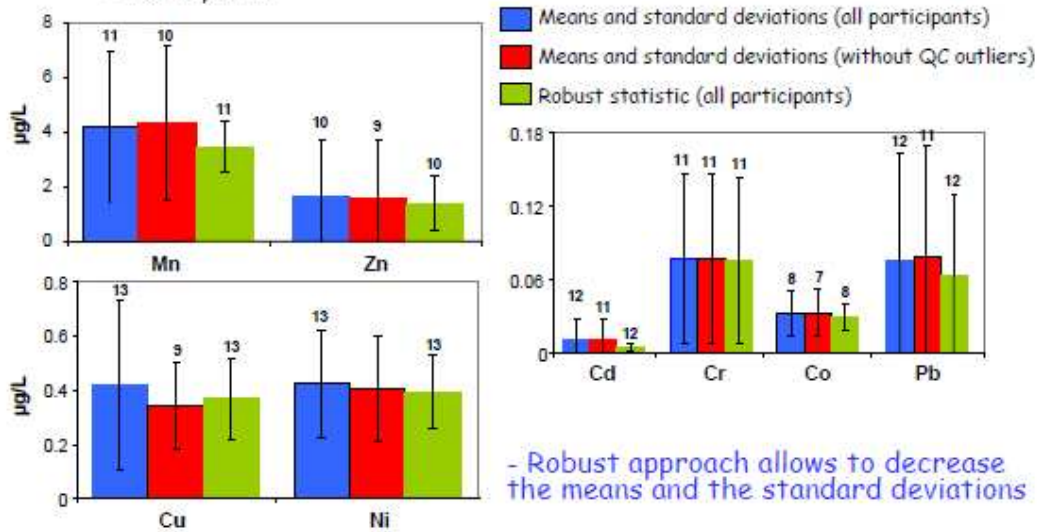 Means and standard deviations (all participants)
Means and standard deviations (without QC outliers)
Robust statistic (all participants)
8
6
4
2
0
µg/L
11
10
11
10
9
10
Mn
Zn
0.8
0.6
0.4
0.2
0
µg/L
13
9
13
13
13
Cu
Ni
0.18
0.12
0.06
0
12
11
12
11
11
11
8
7
8
12
11
12
Cd
Cr
Co
Pb
- Robust approach allows to decrease
the means and the standard deviations